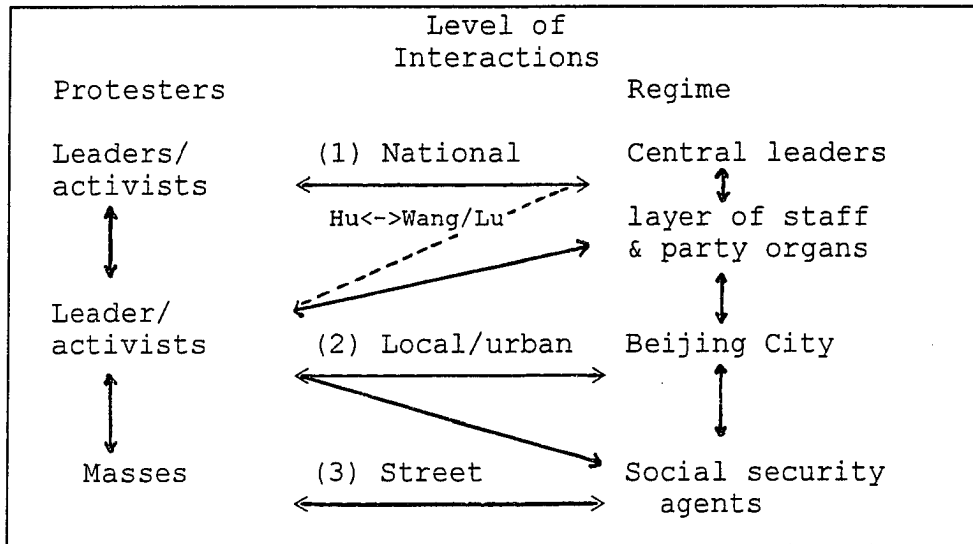 Level of
Interactions
Protesters Regime
Leaders/ (1) National Central leaders
activists
Hu<->Wang/Lu layer of staff
& party organs
Leader/
activists (2) Local/urban Beijing City
Masses (3) Street Social security
agents